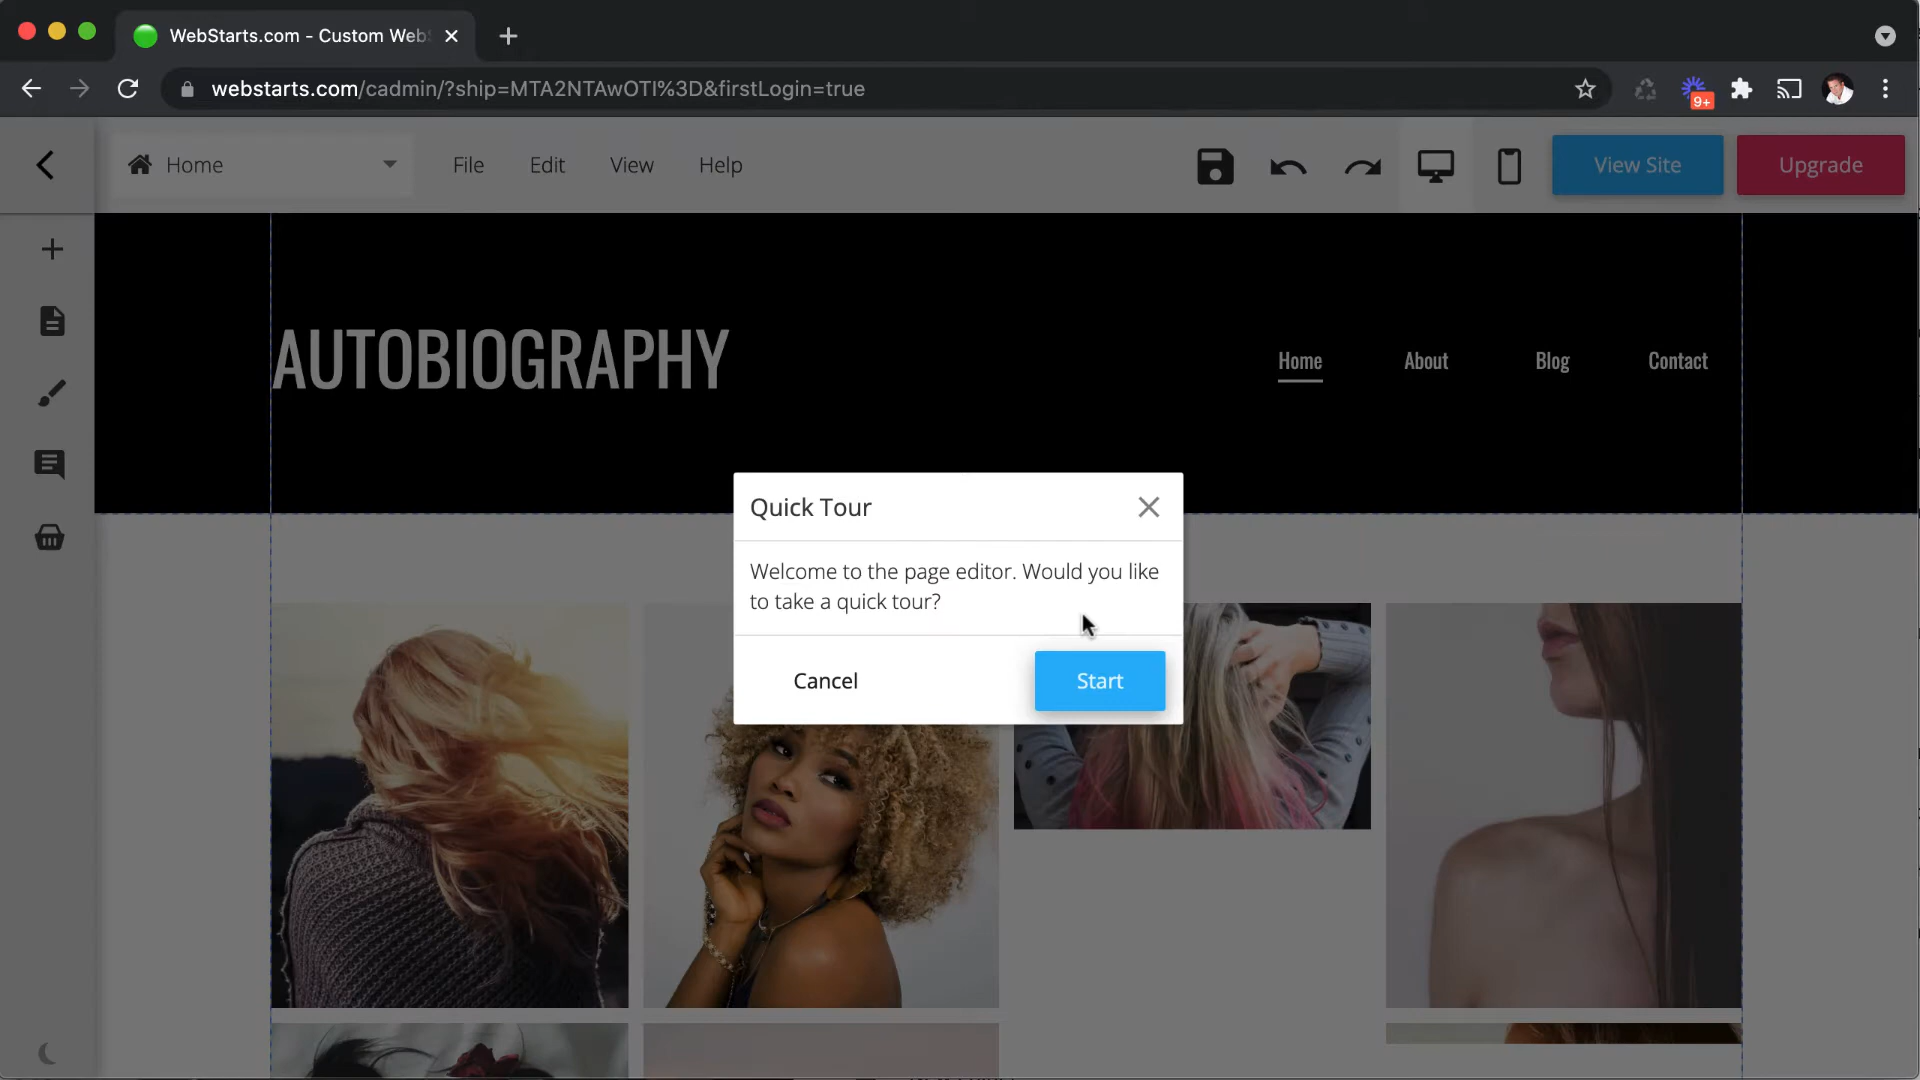 WebStarts.com - Custom Web
webstarts.com/cadmin/?ship=MTA2NTAwOTI%3D&firstLogin=true
9+
Home
File
Edit
View
Help
View Site
Upgrade
AUTOBIOGRAPHY
Home
About
Blog
Contact
Quick Tour
Welcome to the page editor. Would you like
to take a quick tour?
Cancel
Start